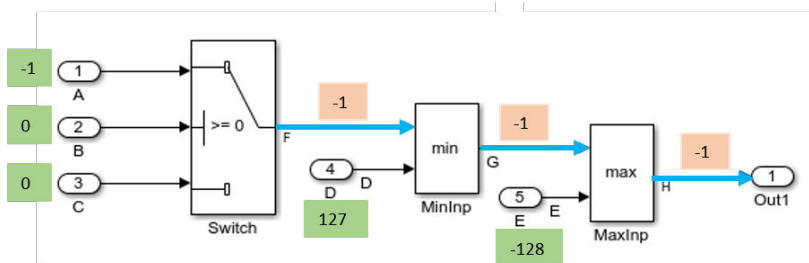 -1
1
A
0
2
B
0
3
C
>= 0
Switch
F
-1
4
D
D
127
min
MinInp
-1
G
5
E
E
-128
max
MaxInp
-1
H
1
Out1